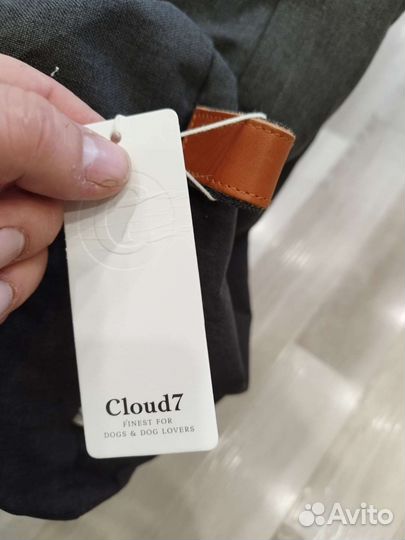 Cloud7
FINEST FOR
DOGS & DOG LOVERS
Avito